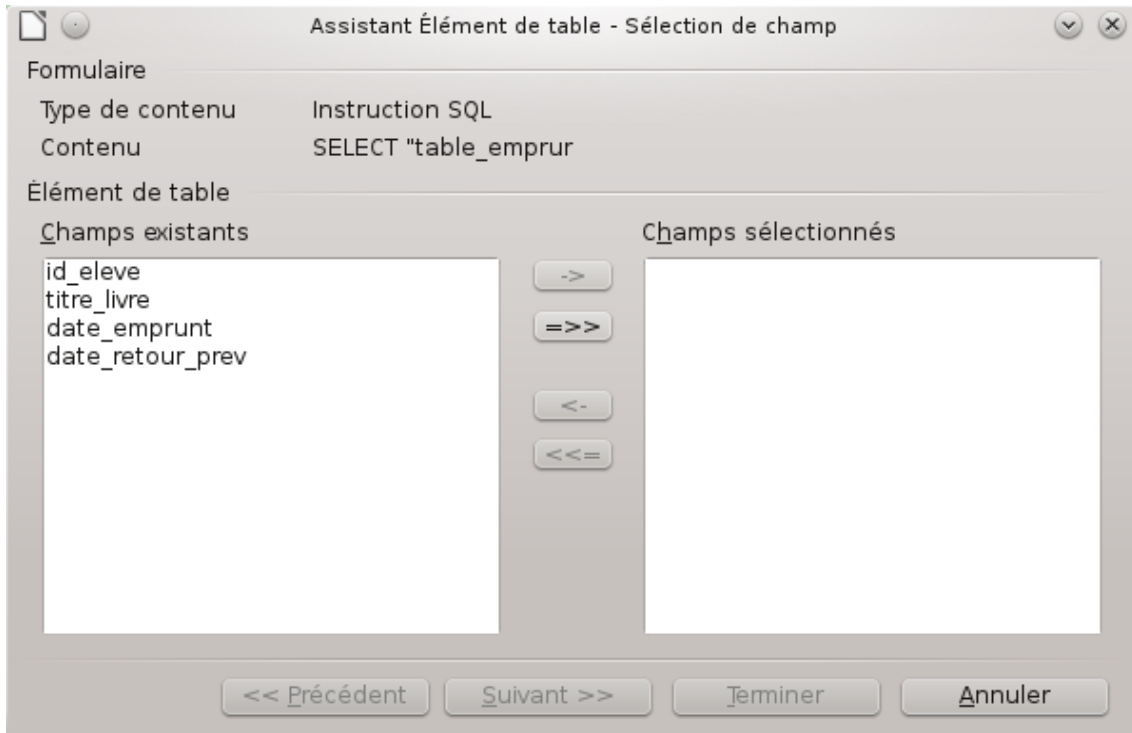 Assistant Élément de table - Sélection de champ
Formulaire
Type de contenu Instruction SQL
Contenu SELECT "table_emprur
Élément de table
Champs existants Champs sélectionnés
id_eleve
titre_livre
date_emprunt
date_retour_prev
->
=>>
<-
<<=
<< Précédent Suivant >> Terminer Annuler